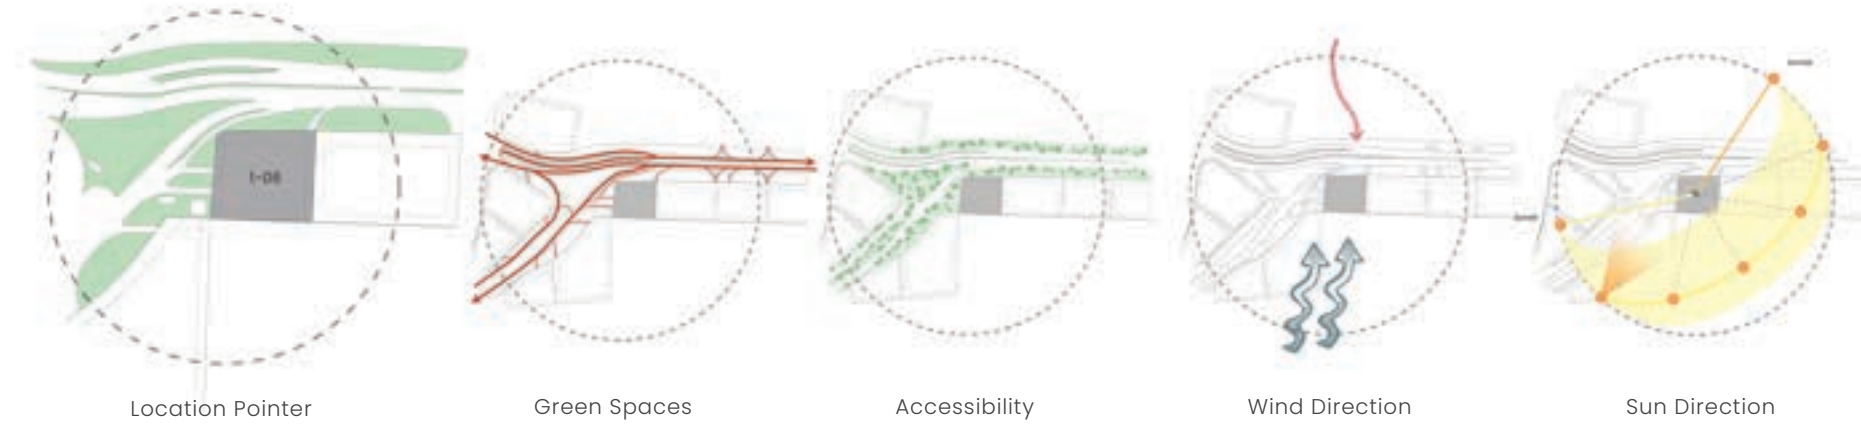 I-08
Location Pointer
Green Spaces
Accessibility
Wind Direction
Sun Direction